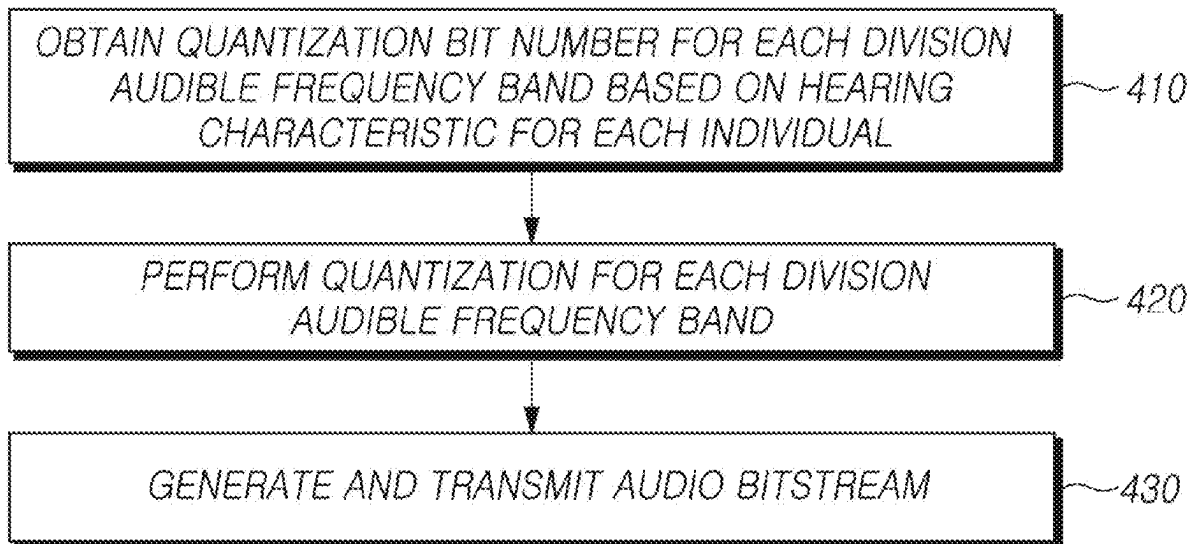 OBTAIN QUANTIZATION BIT NUMBER FOR EACH DIVISION
AUDIBLE FREQUENCY BAND BASED ON HEARING
CHARACTERISTIC FOR EACH INDIVIDUAL
410
PERFORM QUANTIZATION FOR EACH DIVISION
AUDIBLE FREQUENCY BAND
420
GENERATE AND TRANSMIT AUDIO BITSTREAM
430